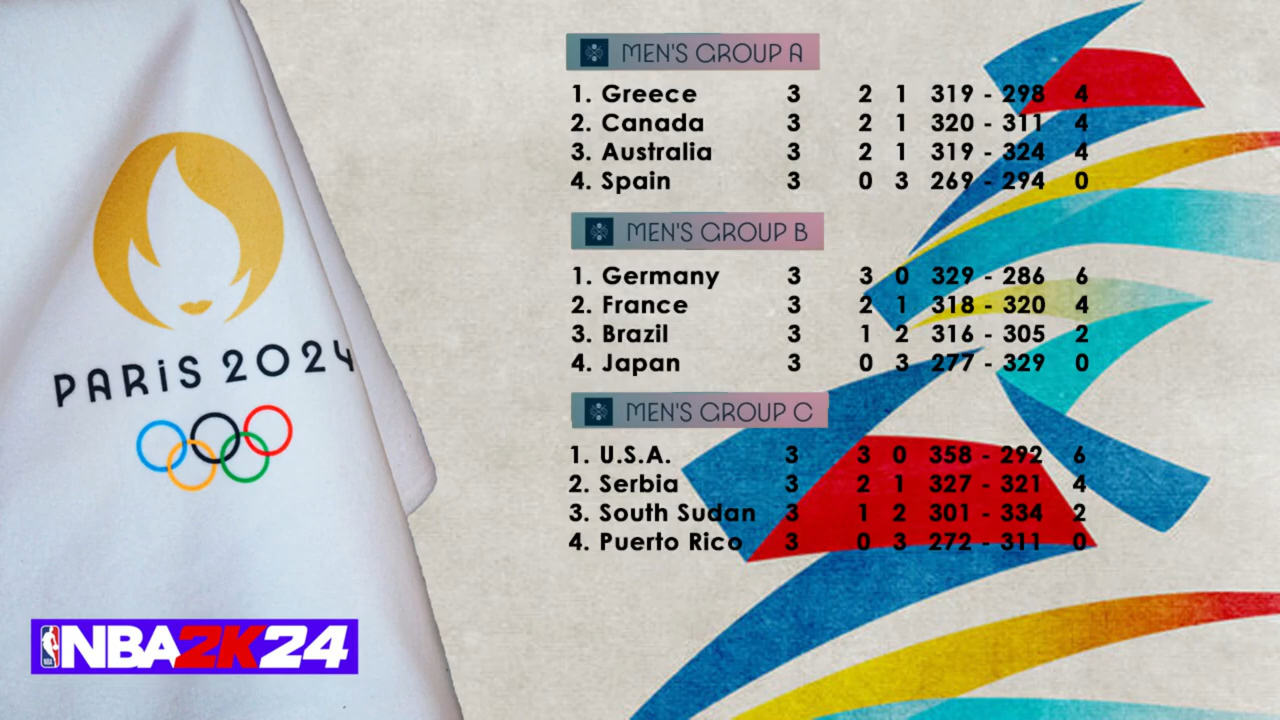 PARIS 2024
NBA 2K24
NBA
MEN'S GROUP A
1. Greece 3 2 1 319 - 298 4
2. Canada 3 2 1 320 - 311 4
3. Australia 3 2 1 319 - 324 4
4. Spain 3 0 3 269 - 294 0
MEN'S GROUP B
1. Germany 3 3 0 329 - 286 6
2. France 3 2 1 318 - 320 4
3. Brazil 3 1 2 316 - 305 2
4. Japan 3 0 3 277 - 329 0
MEN'S GROUP C
1. U.S.A. 3 3 0 358 - 292 6
2. Serbia 3 2 1 327 - 321 4
3. South Sudan 3 1 2 301 - 334 2
4. Puerto Rico 3 0 3 272 - 311 0